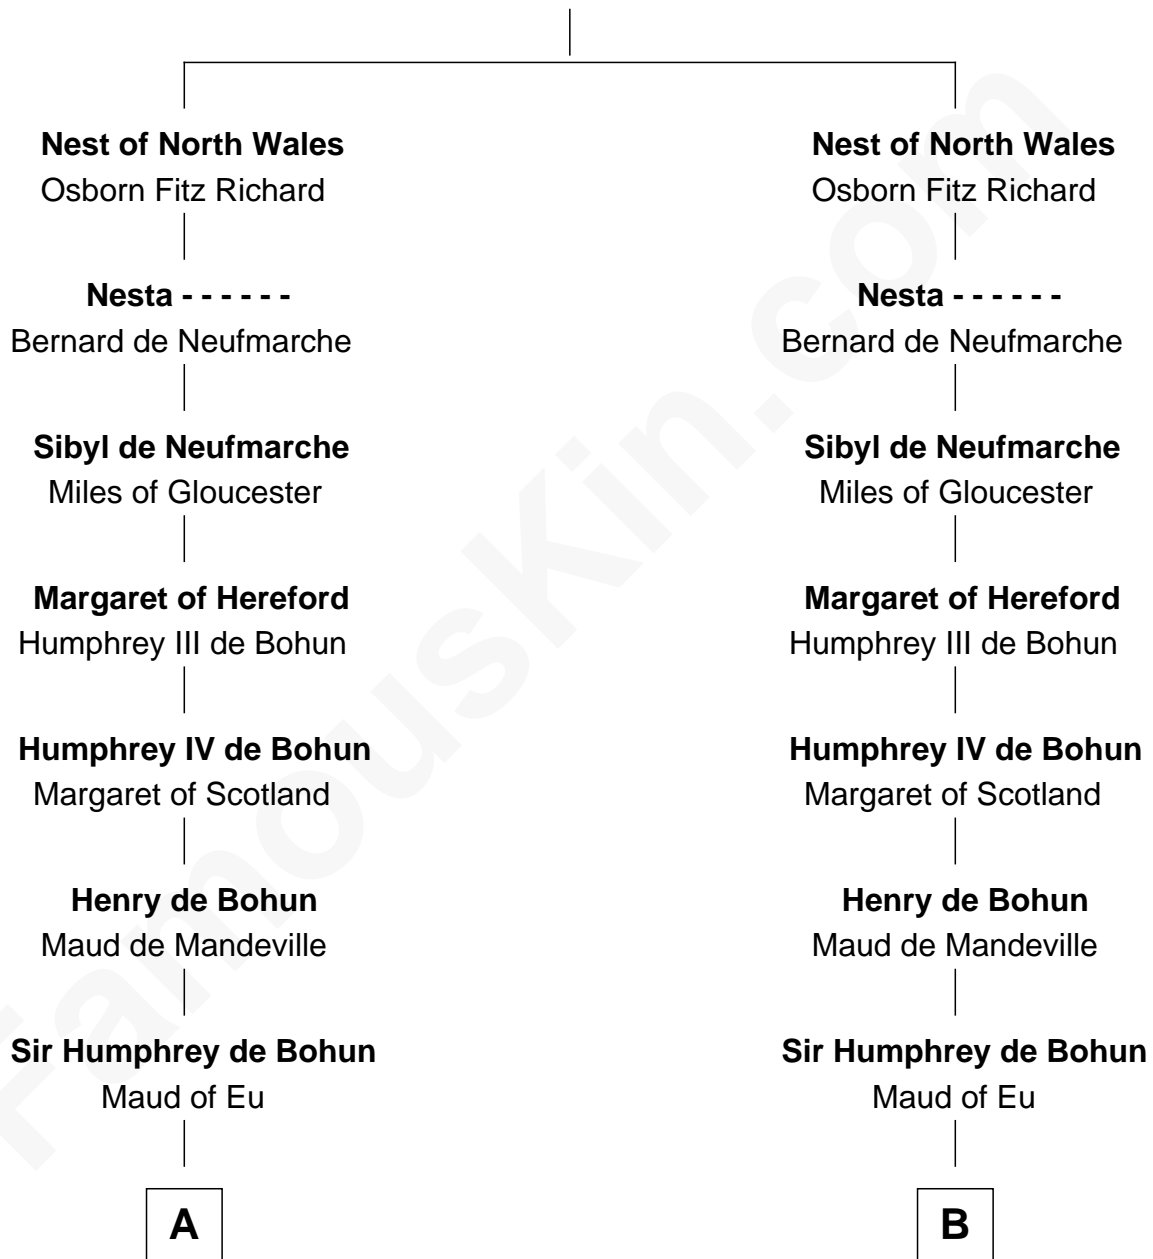 Nest of North Wales
Osborn Fitz Richard
Nesta - - - - - -
Bernard de Neufmarche
Sibyl de Neufmarche
Miles of Gloucester
Margaret of Hereford
Humphrey III de Bohun
Humphrey IV de Bohun
Margaret of Scotland
Henry de Bohun
Maud de Mandeville
Sir Humphrey de Bohun
Maud of Eu
A
Nest of North Wales
Osborn Fitz Richard
Nesta - - - - - -
Bernard de Neufmarche
Sibyl de Neufmarche
Miles of Gloucester
Margaret of Hereford
Humphrey III de Bohun
Humphrey IV de Bohun
Margaret of Scotland
Henry de Bohun
Maud de Mandeville
Sir Humphrey de Bohun
Maud of Eu
B
FamousKin.com